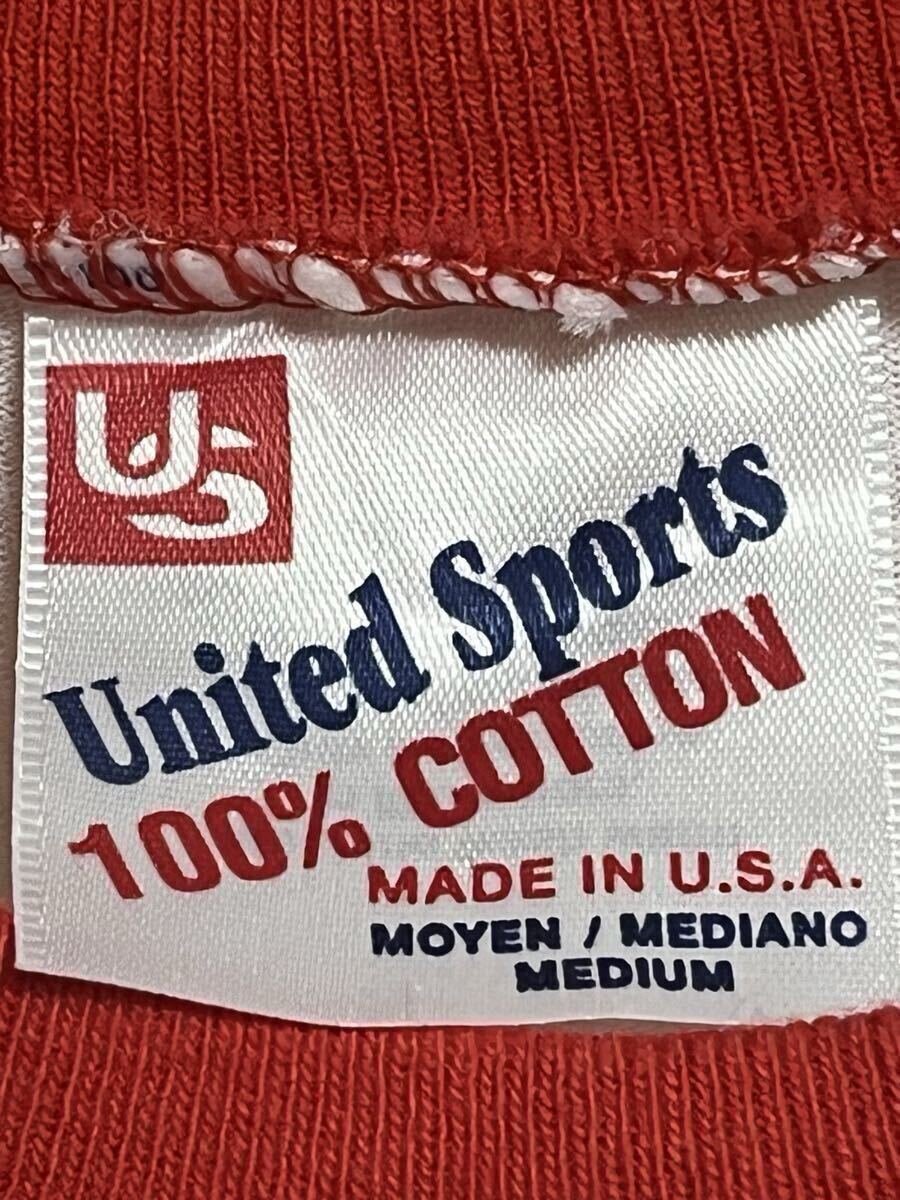 US
United Sports
100% COTTON
MADE IN U.S.A.
MOYEN / MEDIANO
MEDIUM